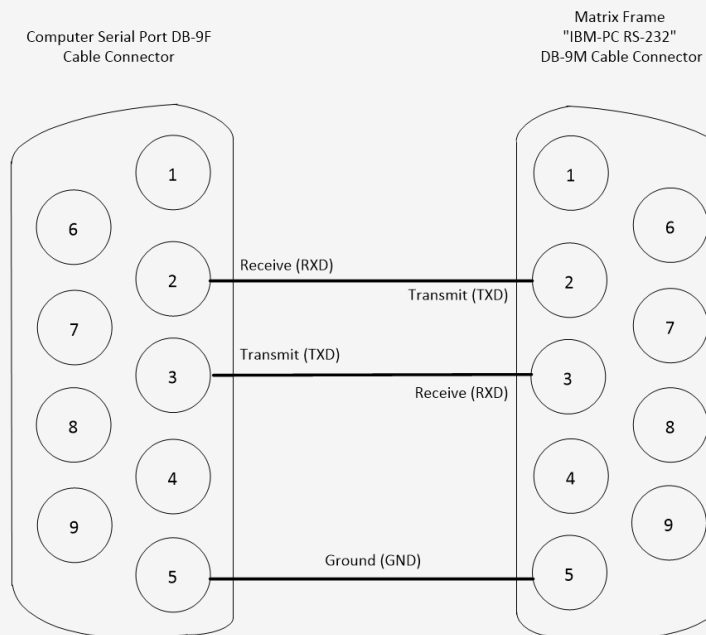 Computer Serial Port DB-9F
Cable Connector
Matrix Frame
"IBM-PC RS-232"
DB-9M Cable Connector
1
6
2
7
3
8
4
9
5
Receive (RXD)
Transmit (TXD)
Transmit (TXD)
Receive (RXD)
Ground (GND)
1
6
2
7
3
8
4
9
5